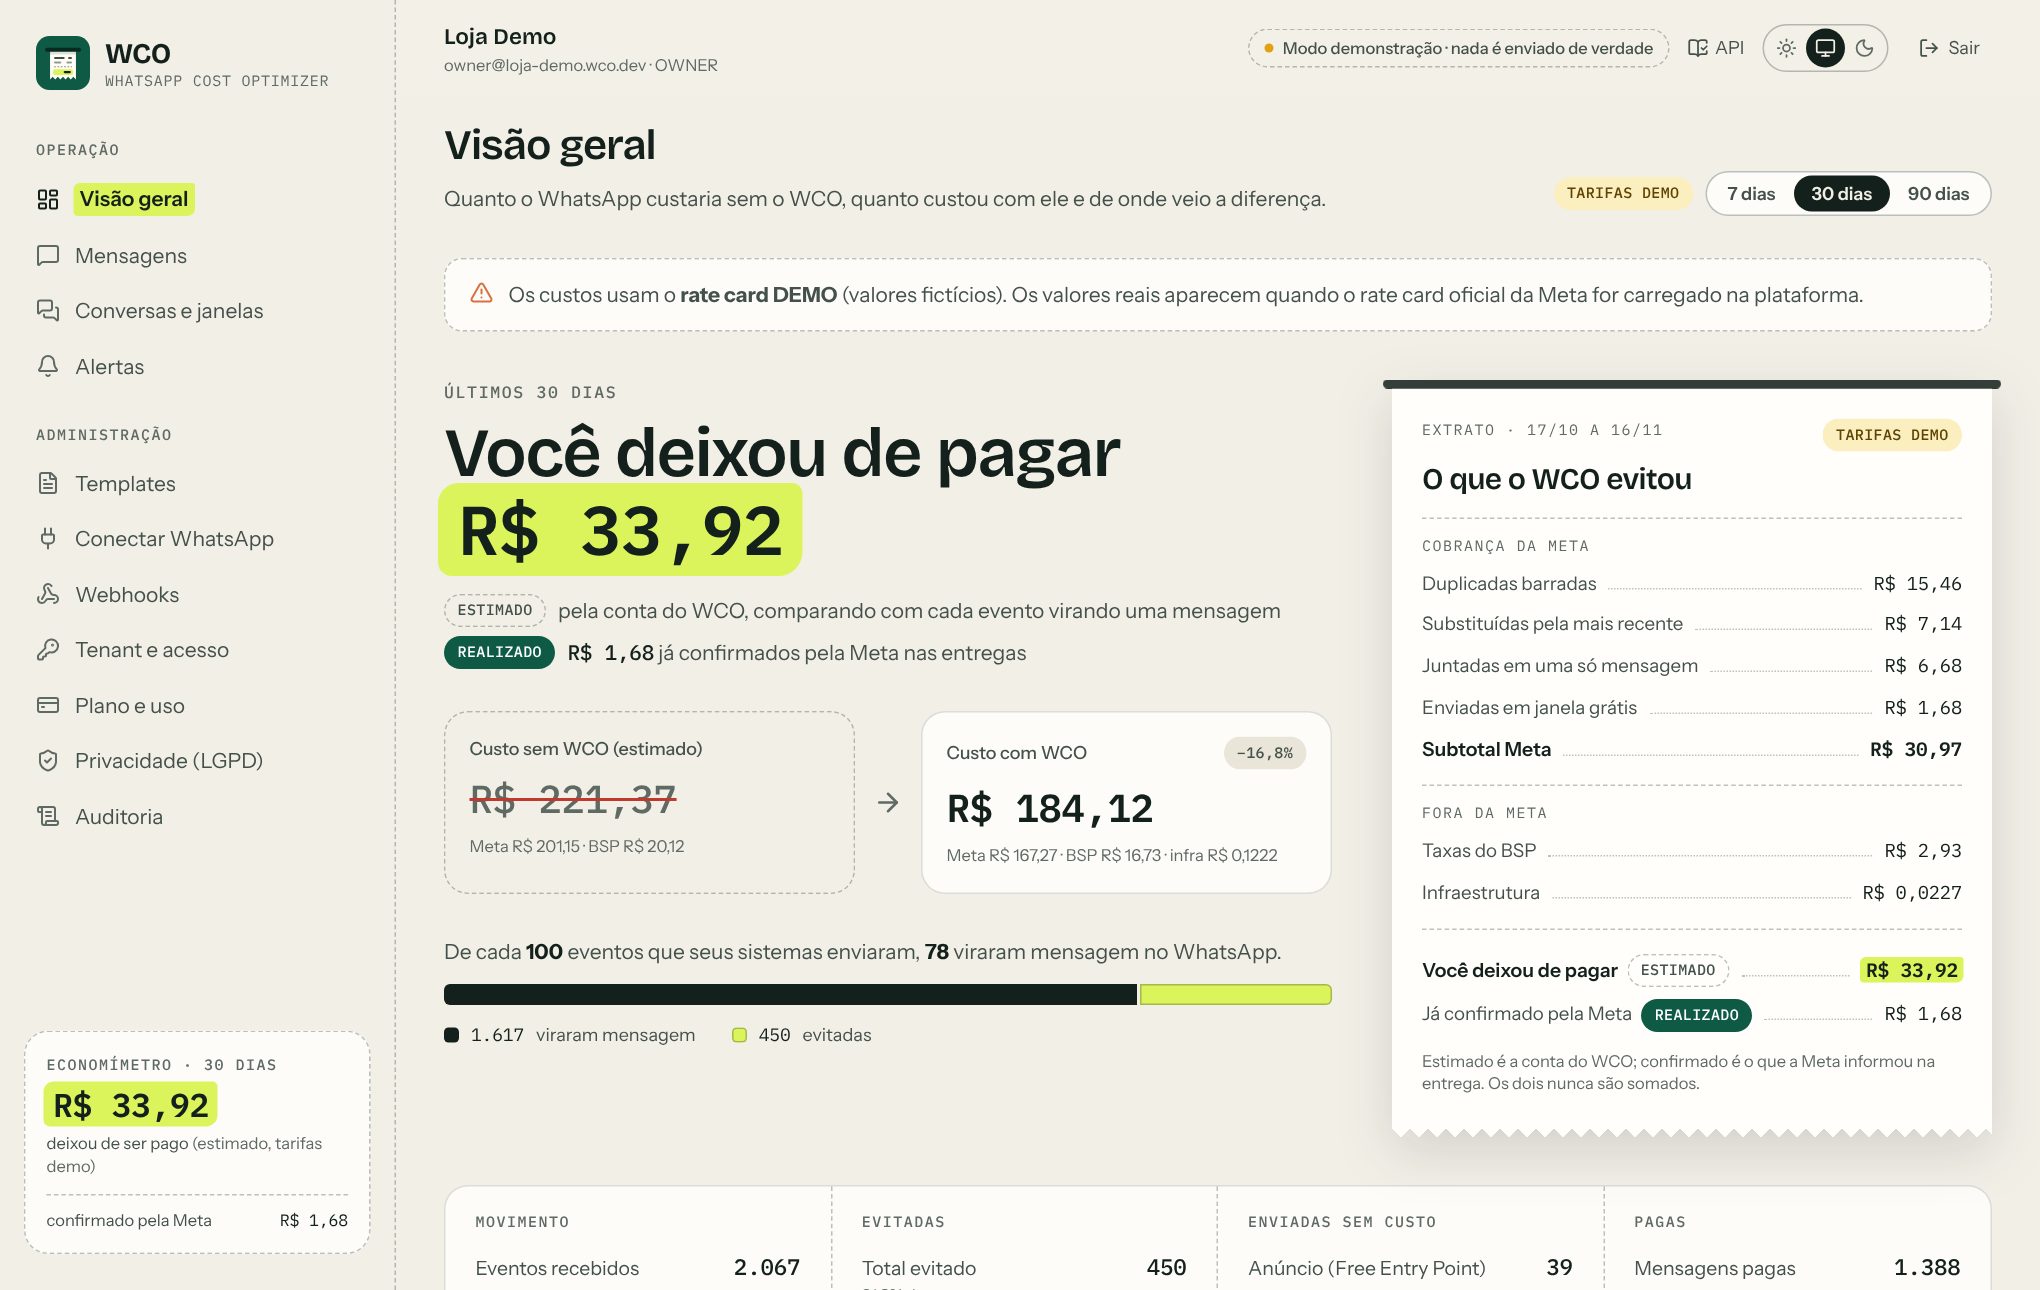 WCO
WHATSAPP COST OPTIMIZER
OPERAÇÃO
Visão geral
Mensagens
Conversas e janelas
Alertas
ADMINISTRAÇÃO
Templates
Conectar WhatsApp
Webhooks
Tenant e acesso
Plano e uso
Privacidade (LGPD)
Auditoria
ECONOMÍMETRO · 30 DIAS
R$ 33,92
deixou de ser pago (estimado, tarifas
demo)
confirmado pela Meta R$ 1,68
Loja Demo
owner@loja-demo.wco.dev · OWNER
Modo demonstração · nada é enviado de verdade
API
Sair
Visão geral
Quanto o WhatsApp custaria sem o WCO, quanto custou com ele e de onde veio a diferença.
TARIFAS DEMO
7 dias 30 dias 90 dias
Os custos usam o rate card DEMO (valores fictícios). Os valores reais aparecem quando o rate card oficial da Meta for carregado na plataforma.
ÚLTIMOS 30 DIAS
Você deixou de pagar
R$ 33,92
ESTIMADO pela conta do WCO, comparando com cada evento virando uma mensagem
REALIZADO R$ 1,68 já confirmados pela Meta nas entregas
Custo sem WCO (estimado)
R$ 221,37
Meta R$ 201,15 · BSP R$ 20,12
Custo com WCO −16,8%
R$ 184,12
Meta R$ 167,27 · BSP R$ 16,73 · infra R$ 0,1222
De cada 100 eventos que seus sistemas enviaram, 78 viraram mensagem no WhatsApp.
1.617 viraram mensagem 450 evitadas
EXTRATO · 17/10 A 16/11
TARIFAS DEMO
O que o WCO evitou
COBRANÇA DA META
Duplicadas barradas R$ 15,46
Substituídas pela mais recente R$ 7,14
Juntadas em uma só mensagem R$ 6,68
Enviadas em janela grátis R$ 1,68
Subtotal Meta R$ 30,97
FORA DA META
Taxas do BSP R$ 2,93
Infraestrutura R$ 0,0227
Você deixou de pagar ESTIMADO R$ 33,92
Já confirmado pela Meta REALIZADO R$ 1,68
Estimado é a conta do WCO; confirmado é o que a Meta informou na
entrega. Os dois nunca são somados.
MOVIMENTO
Eventos recebidos 2.067
EVITADAS
Total evitado 450
ENVIADAS SEM CUSTO
Anúncio (Free Entry Point) 39
PAGAS
Mensagens pagas 1.388